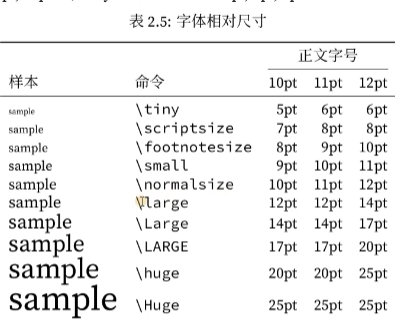 表 2.5: 字体相对尺寸
正文字号
样本 命令 10pt 11pt 12pt
sample \tiny 5pt 6pt 6pt
sample \scriptsize 7pt 8pt 8pt
sample \footnotesize 8pt 9pt 10pt
sample \small 9pt 10pt 11pt
sample \normalsize 10pt 11pt 12pt
sample \large 12pt 12pt 14pt
sample \Large 14pt 14pt 17pt
sample \LARGE 17pt 17pt 20pt
sample \huge 20pt 20pt 25pt
sample \Huge 25pt 25pt 25pt